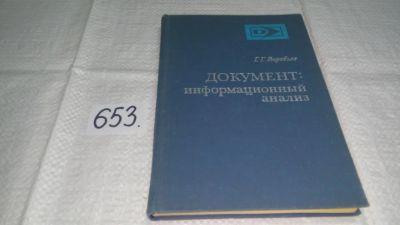 653.
Г.Г. Воробьев
ДОКУМЕНТ:
информационный
анализ